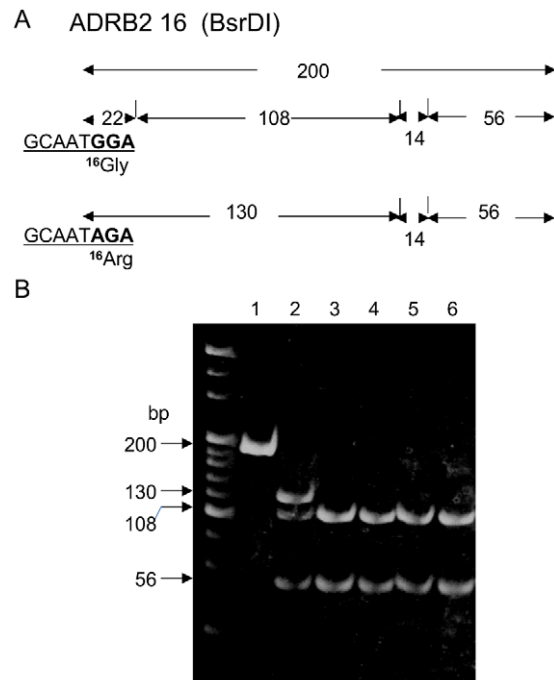 A ADRB2 16 (BsrDI)
200
22 108 14 56
GCAATGGA
16Gly
130 14 56
GCAATAGA
16Arg
B
1 2 3 4 5 6
bp
200
130
108
56